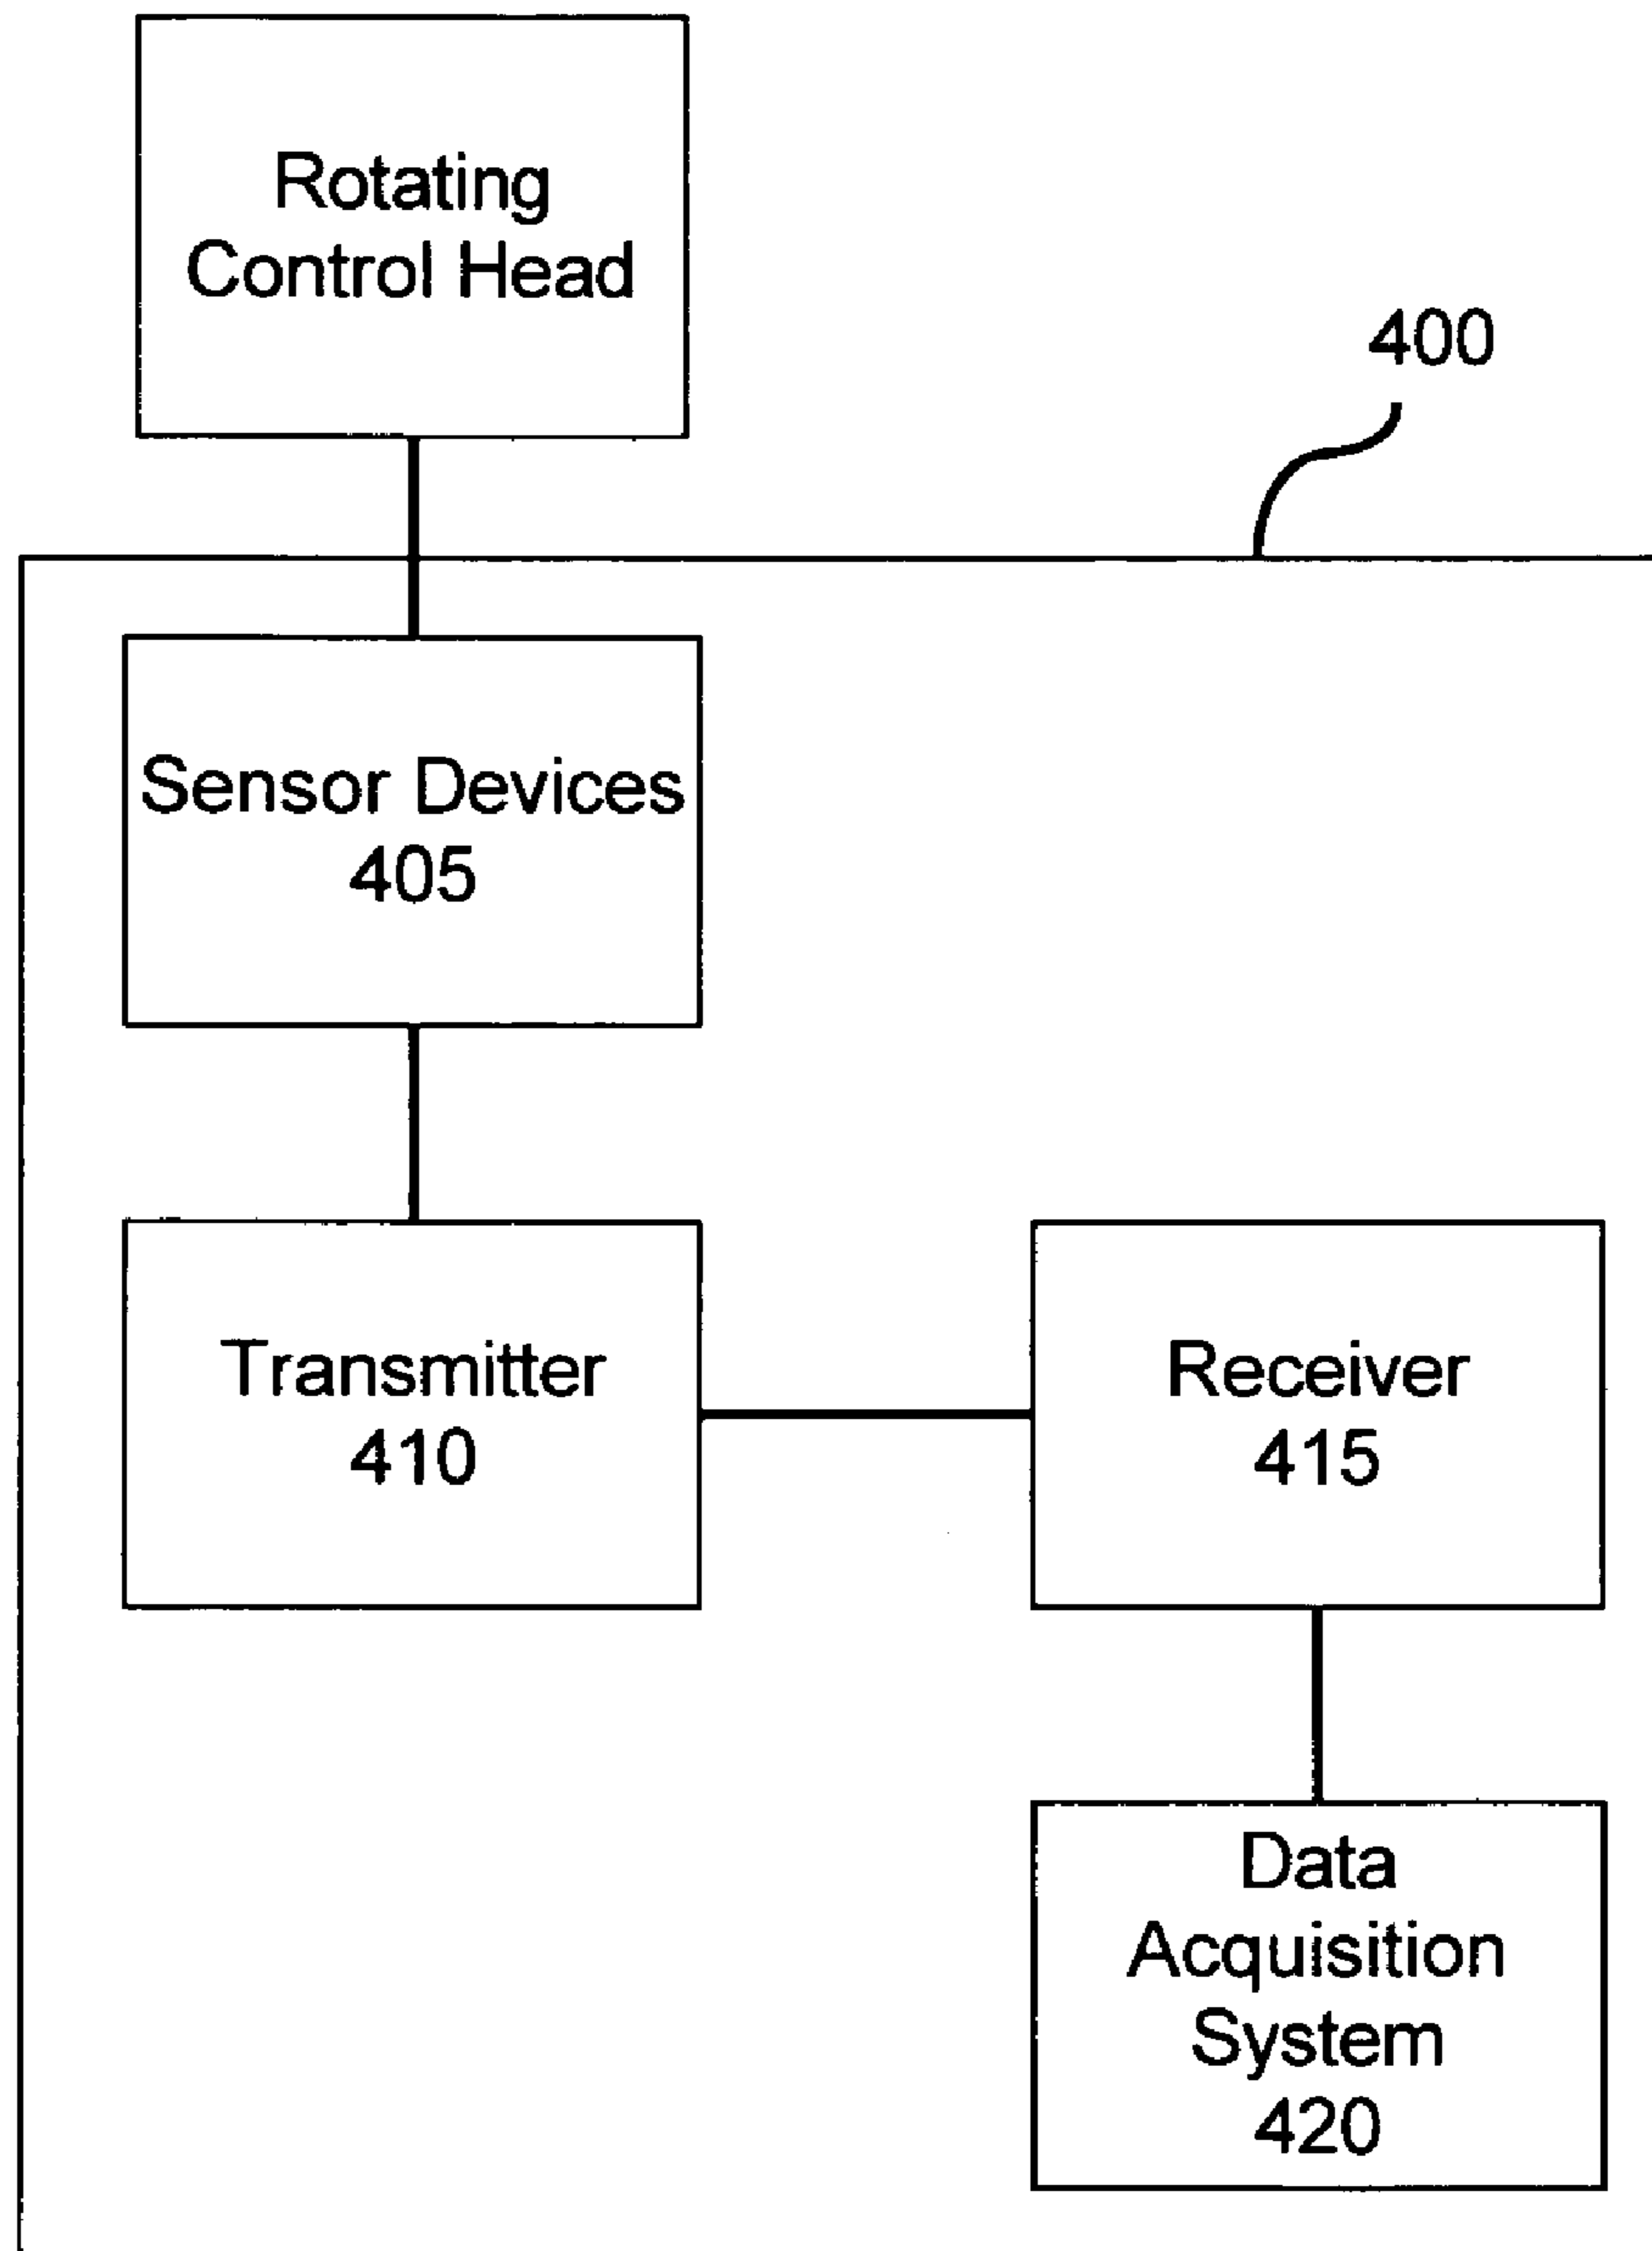 Rotating
Control Head
400
Sensor Devices
405
Transmitter
410
Receiver
415
Data
Acquisition
System
420